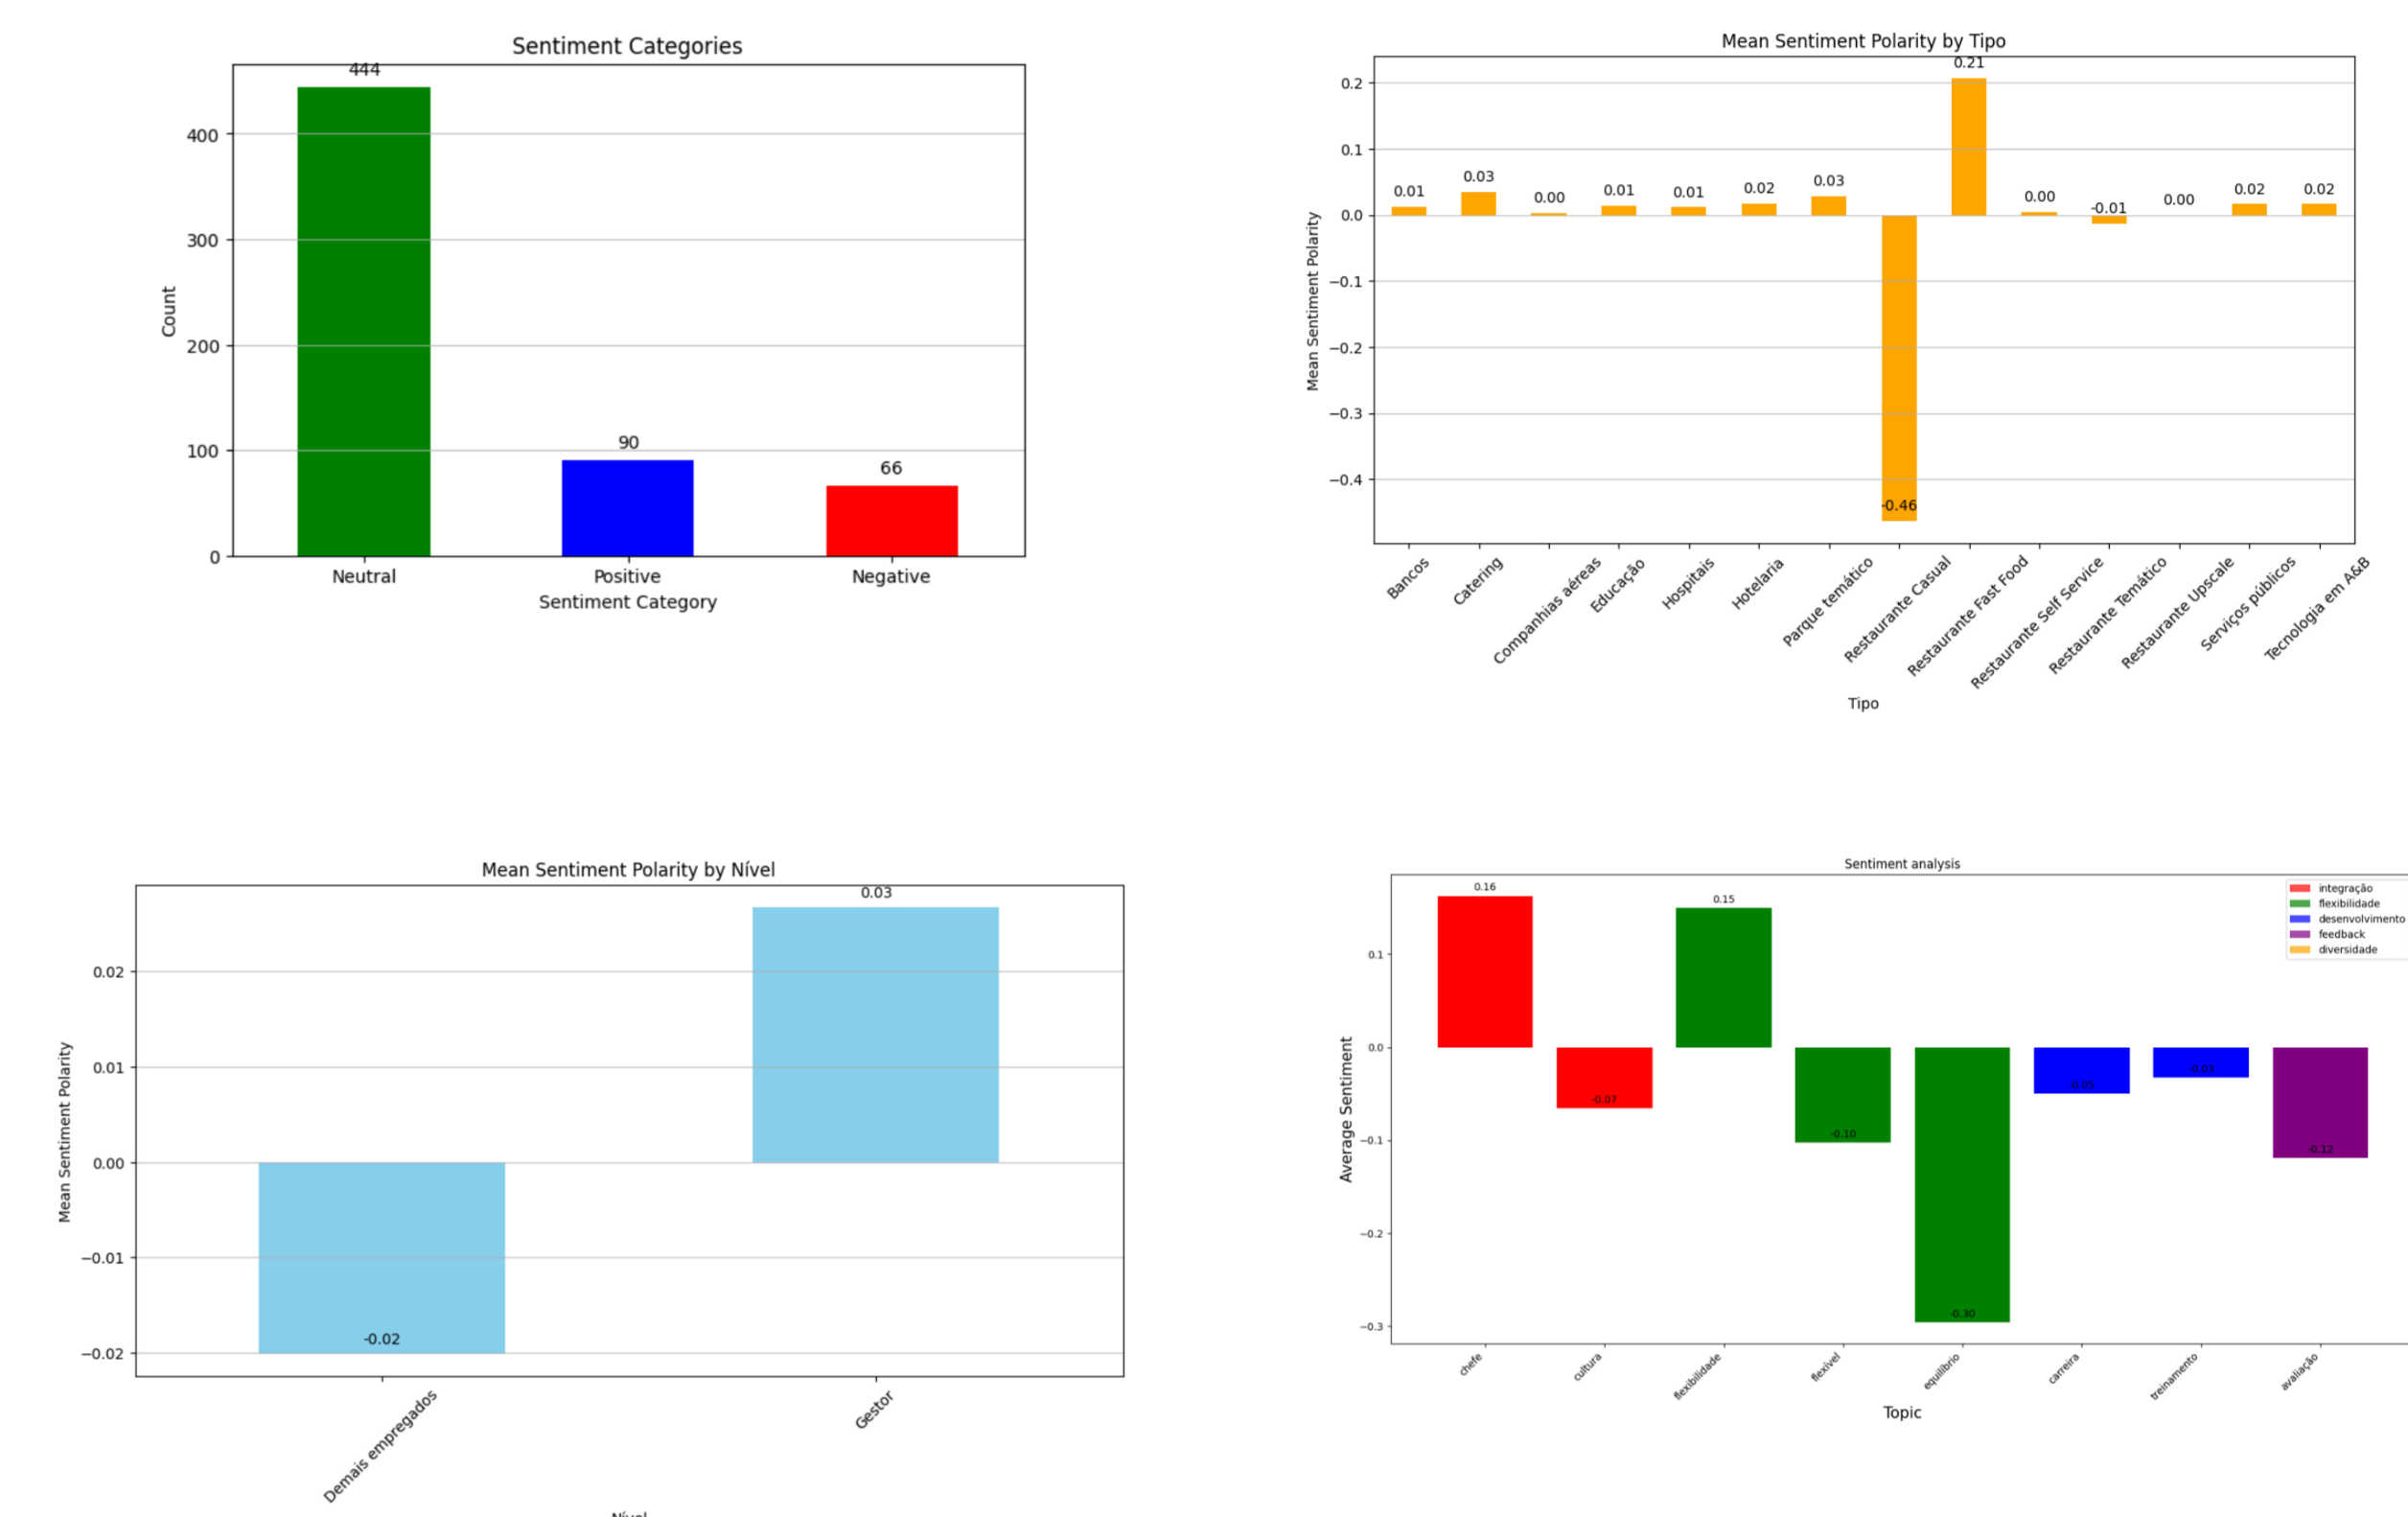 Sentiment Categories
444
90
66
Count
400
300
200
100
0
Neutral Positive Negative
Sentiment Category
Mean Sentiment Polarity by Tipo
0.21
0.01 0.03 0.00 0.01 0.01 0.02 0.03 -0.46 0.00 -0.01 0.00 0.02 0.02
Mean Sentiment Polarity
0.2
0.1
0.0
−0.1
−0.2
−0.3
−0.4
Bancos
Catering
Companhias aéreas
Educação
Hospitais
Hotelaria
Parque temático
Restaurante Casual
Restaurante Fast Food
Restaurante Self Service
Restaurante Temático
Restaurante Upscale
Serviços públicos
Tecnologia em A&B
Tipo
Mean Sentiment Polarity by Nível
0.03
-0.02
Mean Sentiment Polarity
0.02
0.01
0.00
−0.01
−0.02
Demais empregados
Gestor
Nível
Sentiment analysis
0.16
-0.07
0.15
-0.10
-0.30
-0.05
-0.03
-0.12
integração
flexibilidade
desenvolvimento
feedback
diversidade
Average Sentiment
0.1
0.0
−0.1
−0.2
−0.3
chefe
cultura
flexibilidade
flexível
equilíbrio
carreira
treinamento
avaliação
Topic